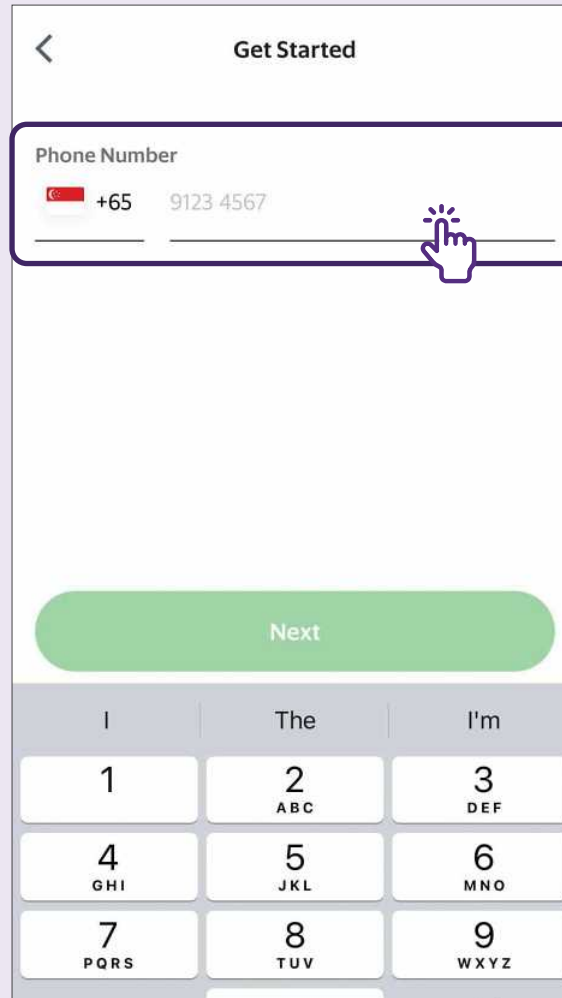 Get Started
Phone Number
+65 9123 4567
Next
I The I'm
1 2 3
ABC DEF
4 5 6
GHI JKL MNO
7 8 9
PQRS TUV WXYZ